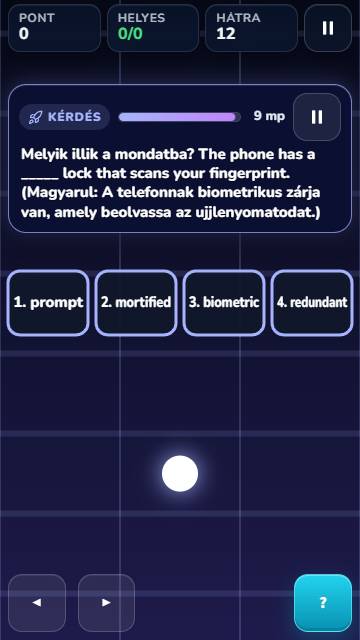 PONT
0
HELYES
0/0
HÁTRA
12
KÉRDÉS
9 mp
Melyik illik a mondatba? The phone has a
_____ lock that scans your fingerprint.
(Magyarul: A telefonnak biometrikus zárja
van, amely beolvassa az ujjlenyomatodat.)
1. prompt
2. mortified
3. biometric
4. redundant
?